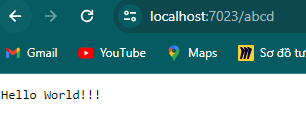 localhost:7023/abcd
Gmail YouTube Maps Sơ đồ tư
Hello World!!!